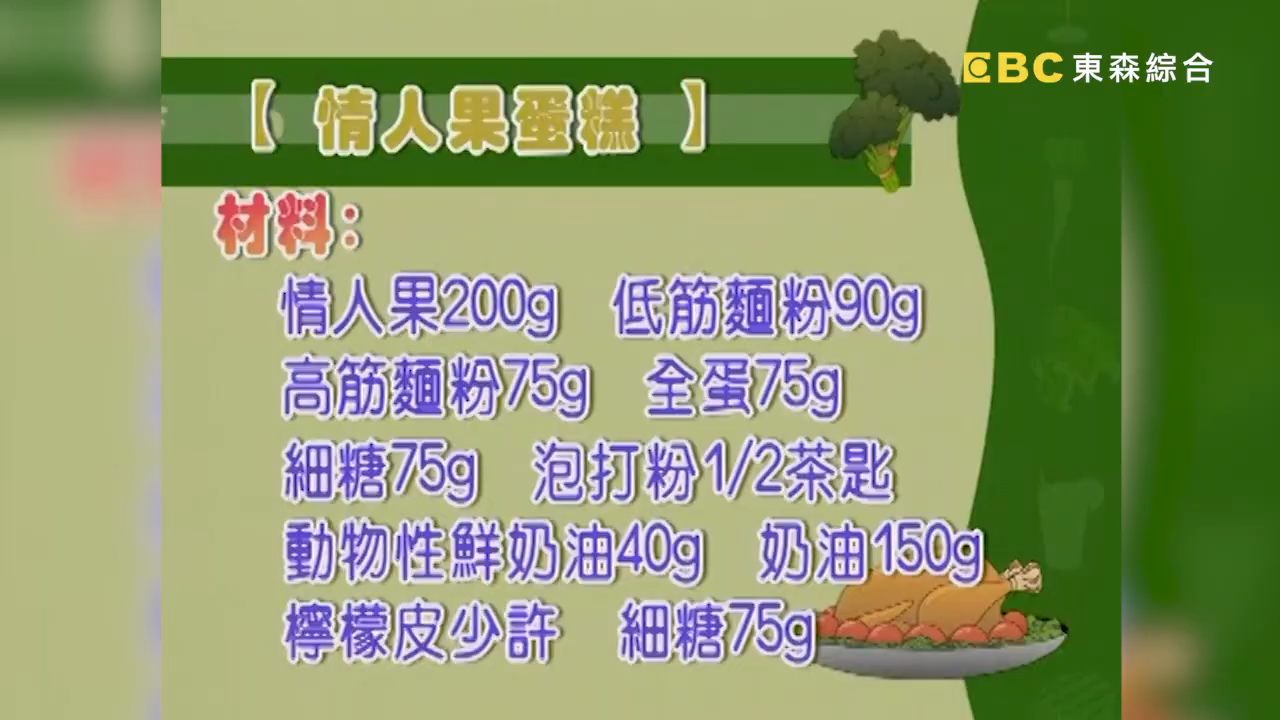 EBC 東森綜合
【 情人果蛋糕 】
材料:
情人果200g 低筋麵粉90g
高筋麵粉75g 全蛋75g
細糖75g 泡打粉1/2茶匙
動物性鮮奶油40g 奶油150g
檸檬皮少許 細糖75g